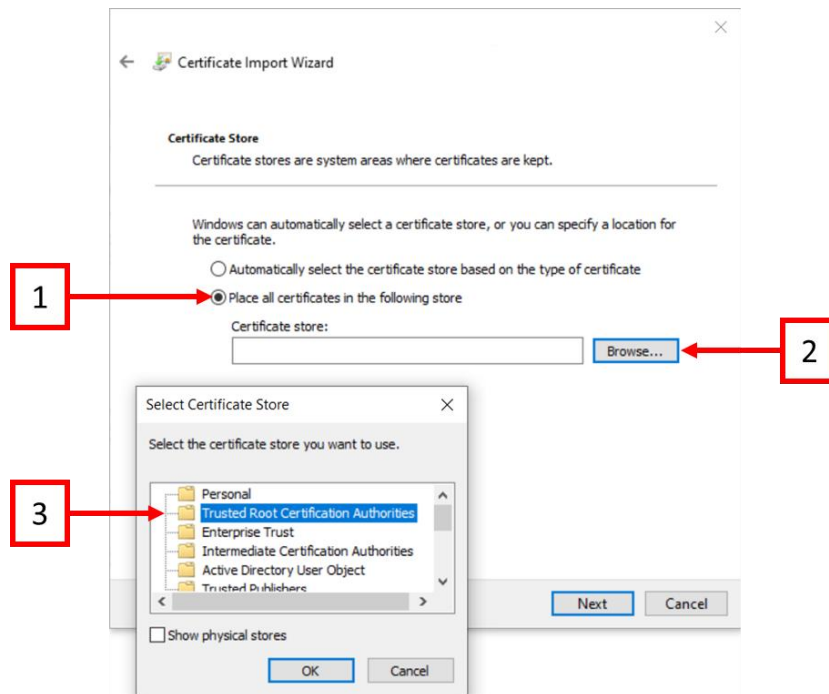 Certificate Import Wizard
Certificate Store
Certificate stores are system areas where certificates are kept.
Windows can automatically select a certificate store, or you can specify a location for
the certificate.
Automatically select the certificate store based on the type of certificate
1
Place all certificates in the following store
Certificate store:
Browse...
2
Select Certificate Store
Select the certificate store you want to use.
Personal
3
Trusted Root Certification Authorities
Enterprise Trust
Intermediate Certification Authorities
Active Directory User Object
Trusted Publishers
Show physical stores
OK Cancel
Next Cancel